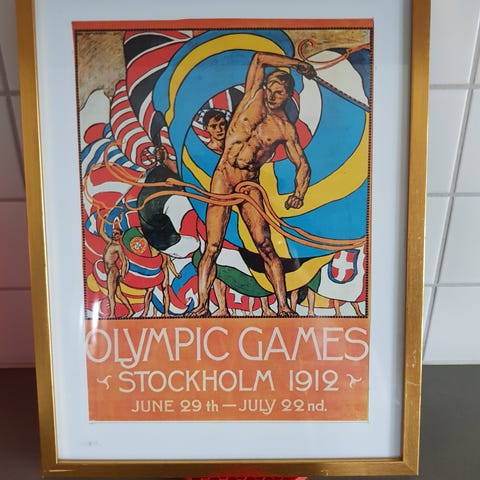 OLYMPIC GAMES
STOCKHOLM 1912
JUNE 29th — JULY 22nd.